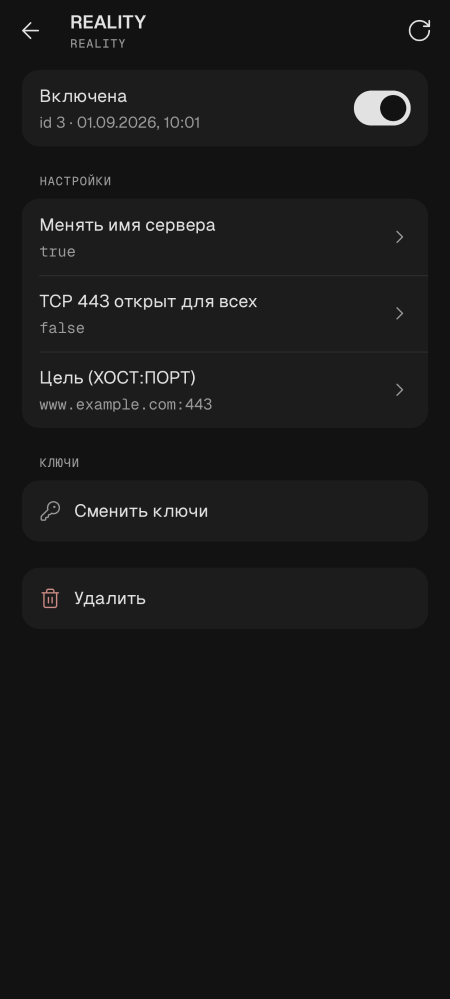 REALITY
REALITY
Включена
id 3 · 01.09.2026, 10:01
НАСТРОЙКИ
Менять имя сервера
true
TCP 443 открыт для всех
false
Цель (ХОСТ:ПОРТ)
www.example.com:443
КЛЮЧИ
Сменить ключи
Удалить